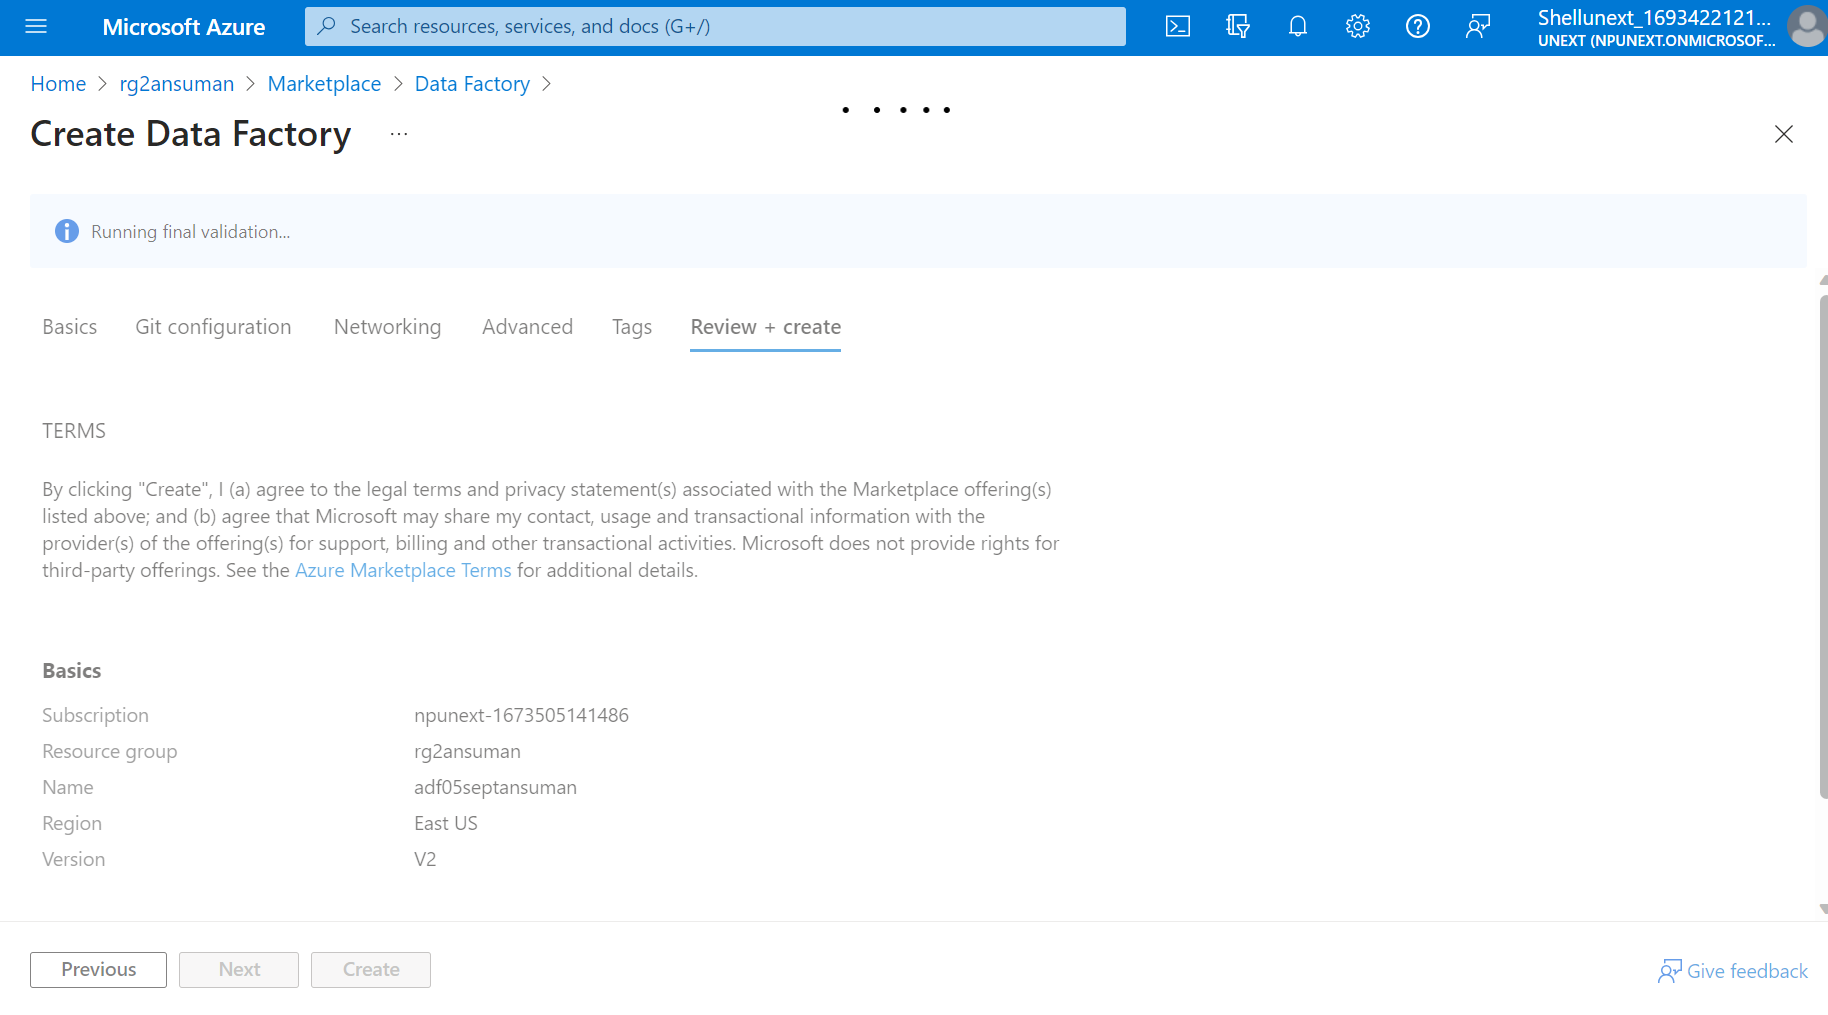 Microsoft Azure
Search resources, services, and docs (G+/)
Shellunext_1693422121...
UNEXT (NPUNEXT.ONMICROSOF...
Home > rg2ansuman > Marketplace > Data Factory >
Create Data Factory ...
Running final validation...
Basics Git configuration Networking Advanced Tags Review + create
TERMS
By clicking "Create", I (a) agree to the legal terms and privacy statement(s) associated with the Marketplace offering(s)
listed above; and (b) agree that Microsoft may share my contact, usage and transactional information with the
provider(s) of the offering(s) for support, billing and other transactional activities. Microsoft does not provide rights for
third-party offerings. See the Azure Marketplace Terms for additional details.
Basics
Subscription npunext-1673505141486
Resource group rg2ansuman
Name adf05septansuman
Region East US
Version V2
Previous Next Create
Give feedback